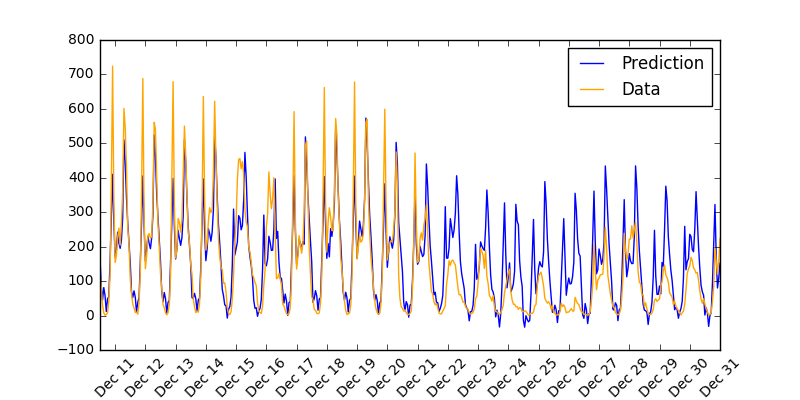 800
700
600
500
400
300
200
100
0
−100
Prediction
Data
Dec 11
Dec 12
Dec 13
Dec 14
Dec 15
Dec 16
Dec 17
Dec 18
Dec 19
Dec 20
Dec 21
Dec 22
Dec 23
Dec 24
Dec 25
Dec 26
Dec 27
Dec 28
Dec 29
Dec 30
Dec 31